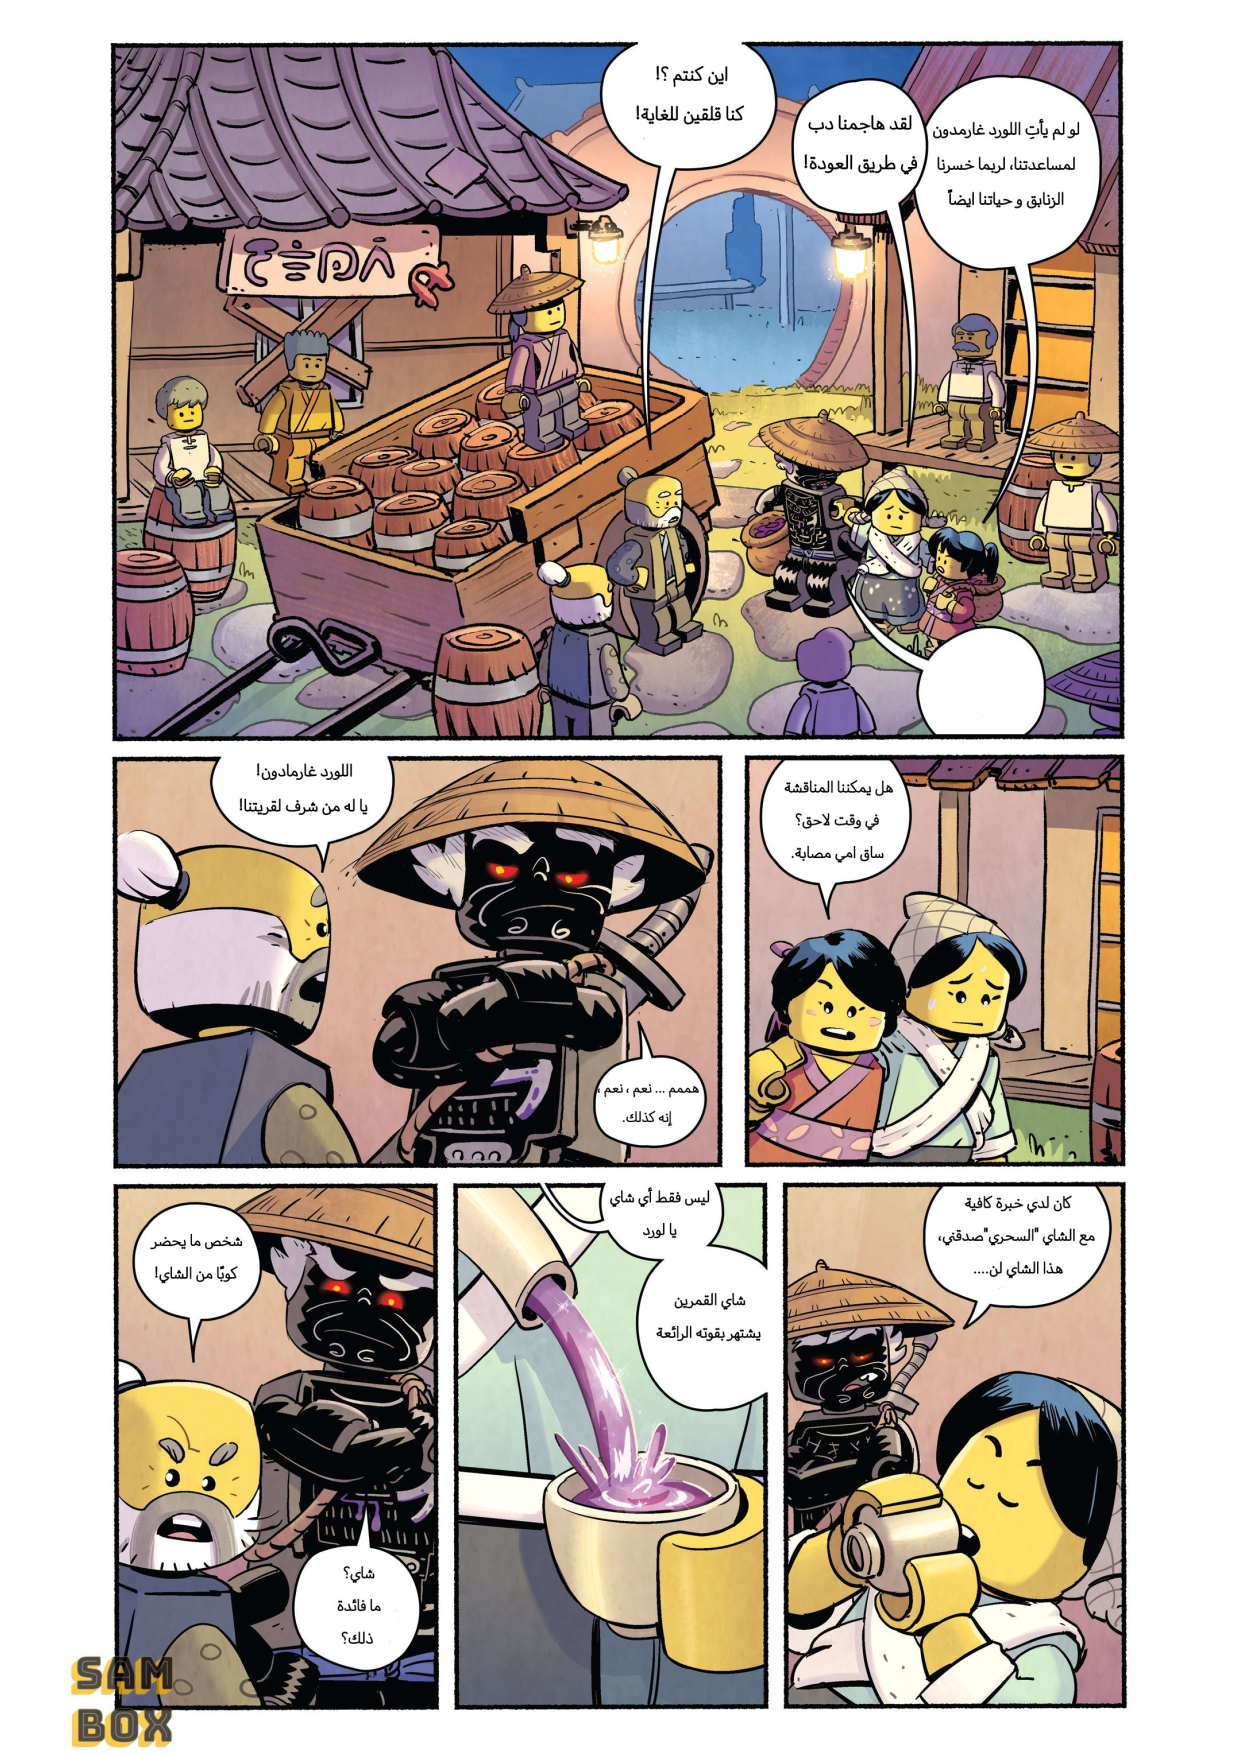 اين كنتم ؟!
كنا قلقين للغاية!
لقد هاجمنا دب
في طريق العودة!
لو لم يأتِ اللورد غارمدون
لمساعدتنا، لربما خسرنا
الزنابق و حياتنا ايضاً
اللورد غارمادون!
يا له من شرف لقريتنا!
هممم ... نعم ، نعم ،
إنه كذلك.
هل يمكننا المناقشة
في وقت لاحق؟
ساق امي مصابة.
شخص ما يحضر
كوبًا من الشاي!
شاي؟
ما فائدة
ذلك؟
ليس فقط أي شاي
يا لورد
شاي القمرين
يشتهر بقوته الرائعة
كان لدي خبرة كافية
مع الشاي "السحري"صدقني،
هذا الشاي لن....
SAM
BOX